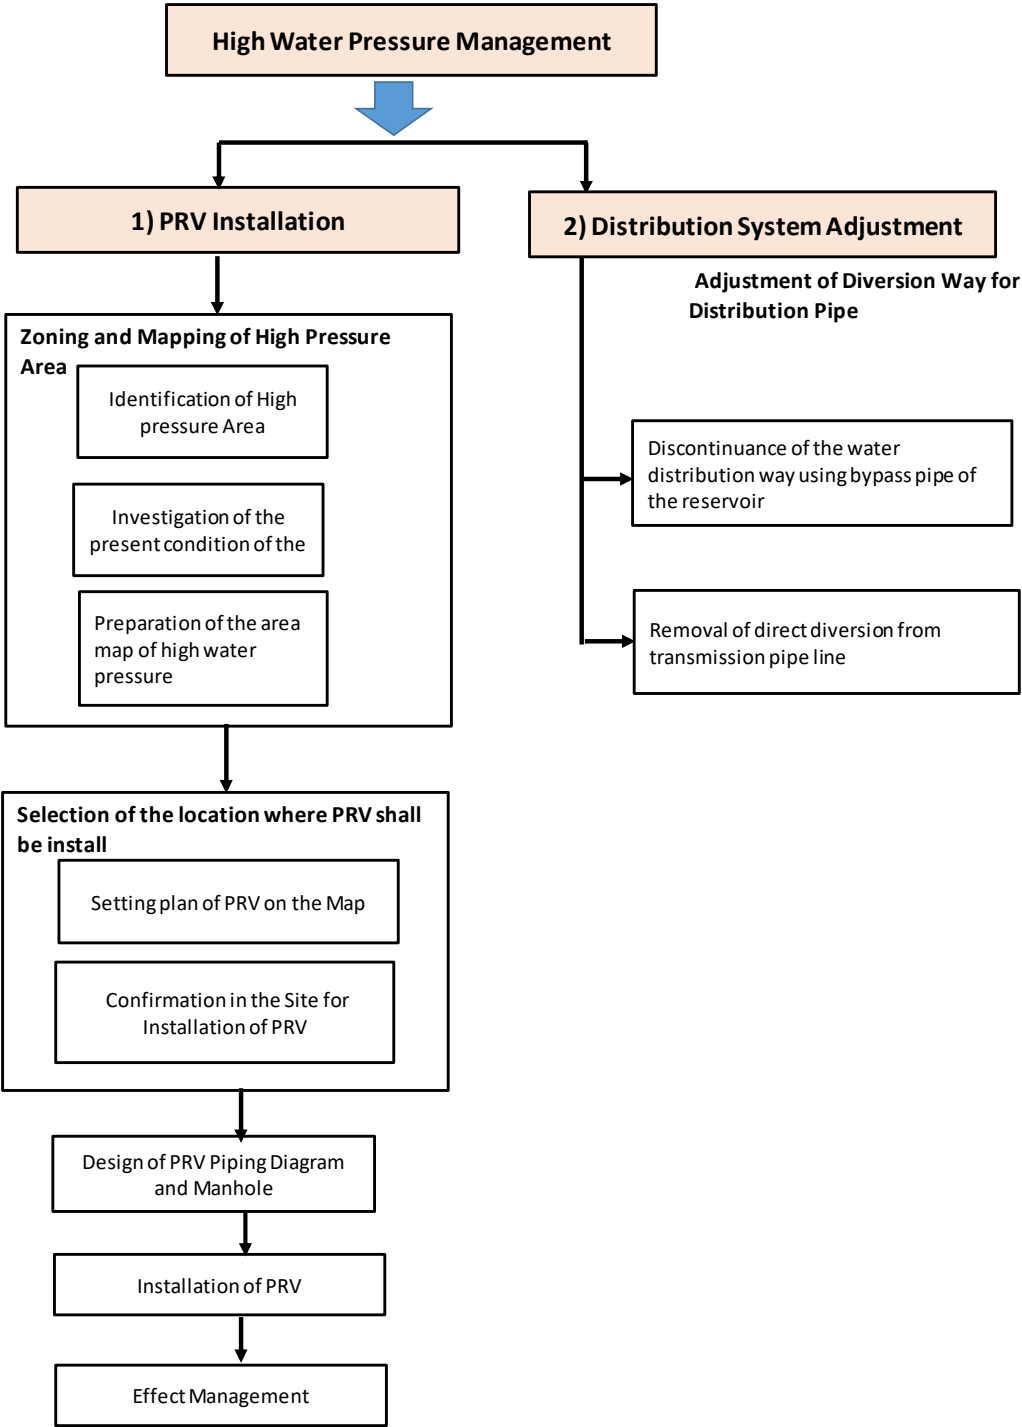 High Water Pressure Management
1) PRV Installation
2) Distribution System Adjustment
Adjustment of Diversion Way for
Distribution Pipe
Zoning and Mapping of High Pressure
Area
Identification of High
pressure Area
Investigation of the
present condition of the
Preparation of the area
map of high water
pressure
Discontinuance of the water
distribution way using bypass pipe of
the reservoir
Removal of direct diversion from
transmission pipe line
Selection of the location where PRV shall
be install
Setting plan of PRV on the Map
Confirmation in the Site for
Installation of PRV
Design of PRV Piping Diagram
and Manhole
Installation of PRV
Effect Management